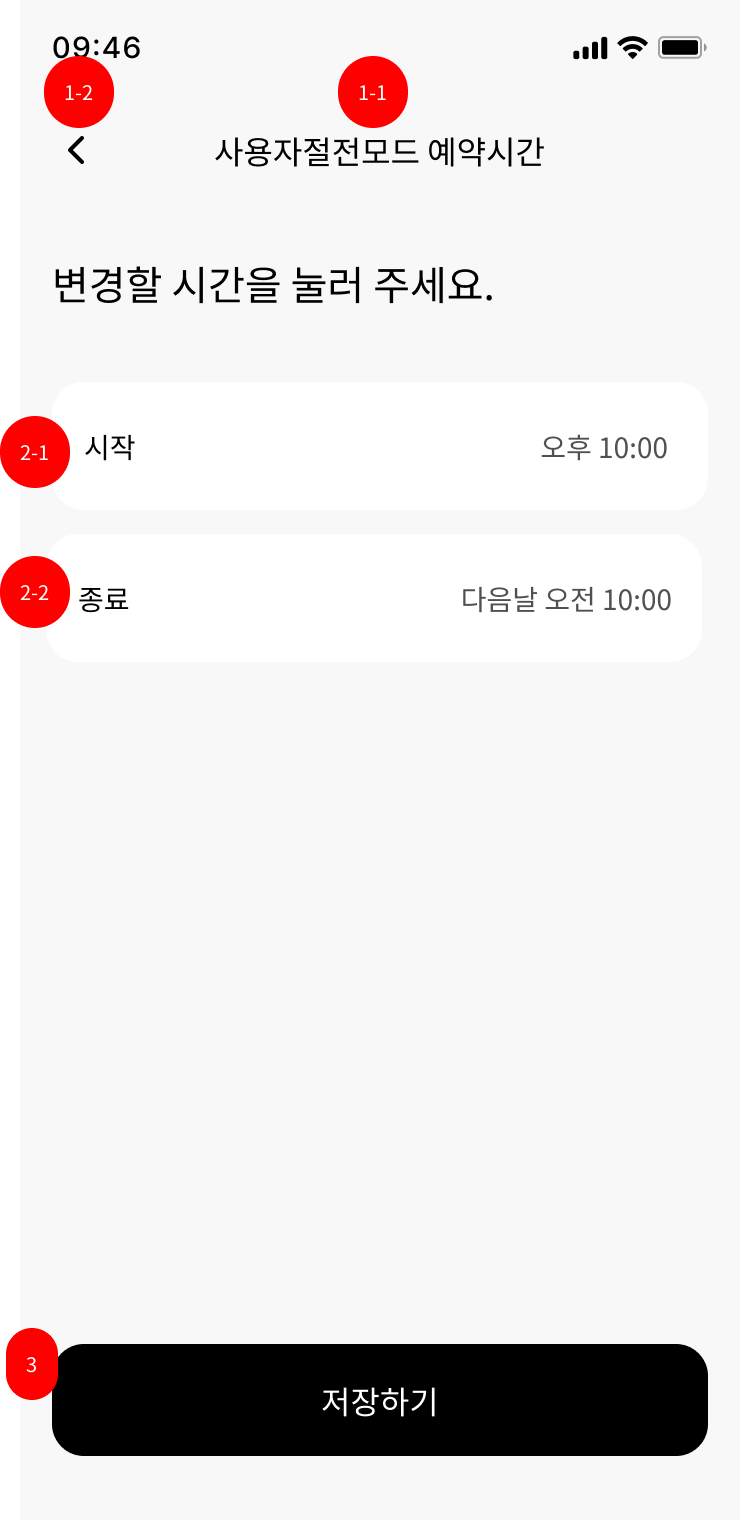 09:46
1-2
1-1
사용자절전모드 예약시간
변경할 시간을 눌러 주세요.
2-1
시작
오후 10:00
2-2
종료
다음날 오전 10:00
3
저장하기